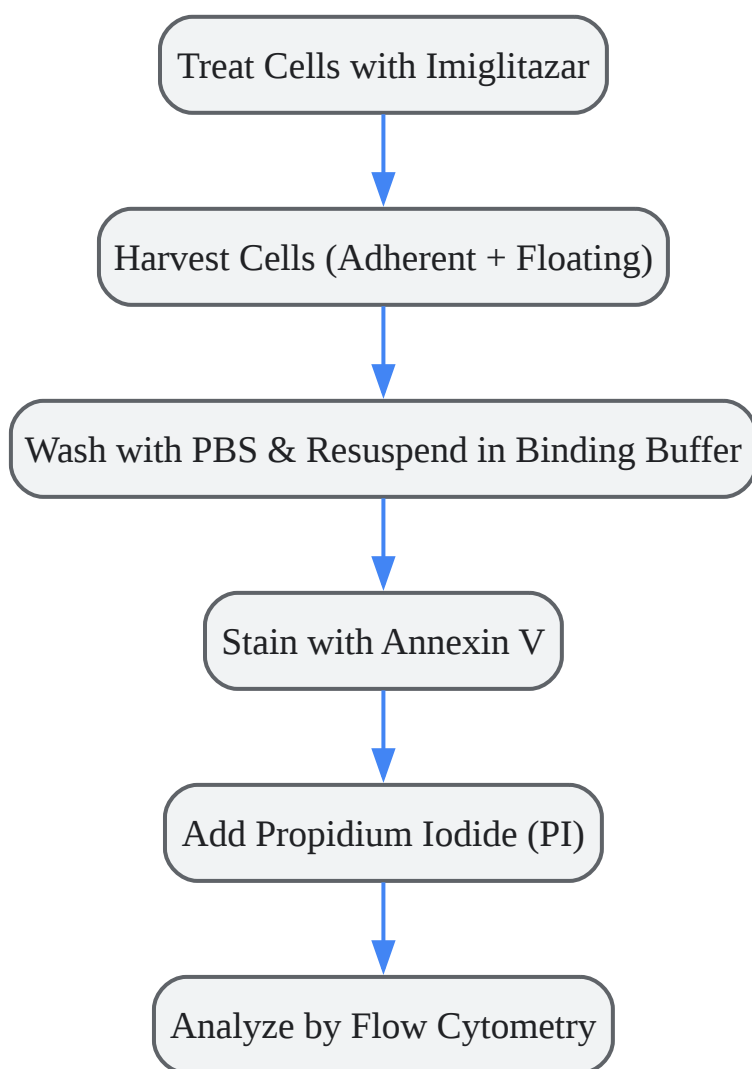 Treat Cells with Imiglitazar
Harvest Cells (Adherent + Floating)
Wash with PBS & Resuspend in Binding Buffer
Stain with Annexin V
Add Propidium Iodide (PI)
Analyze by Flow Cytometry